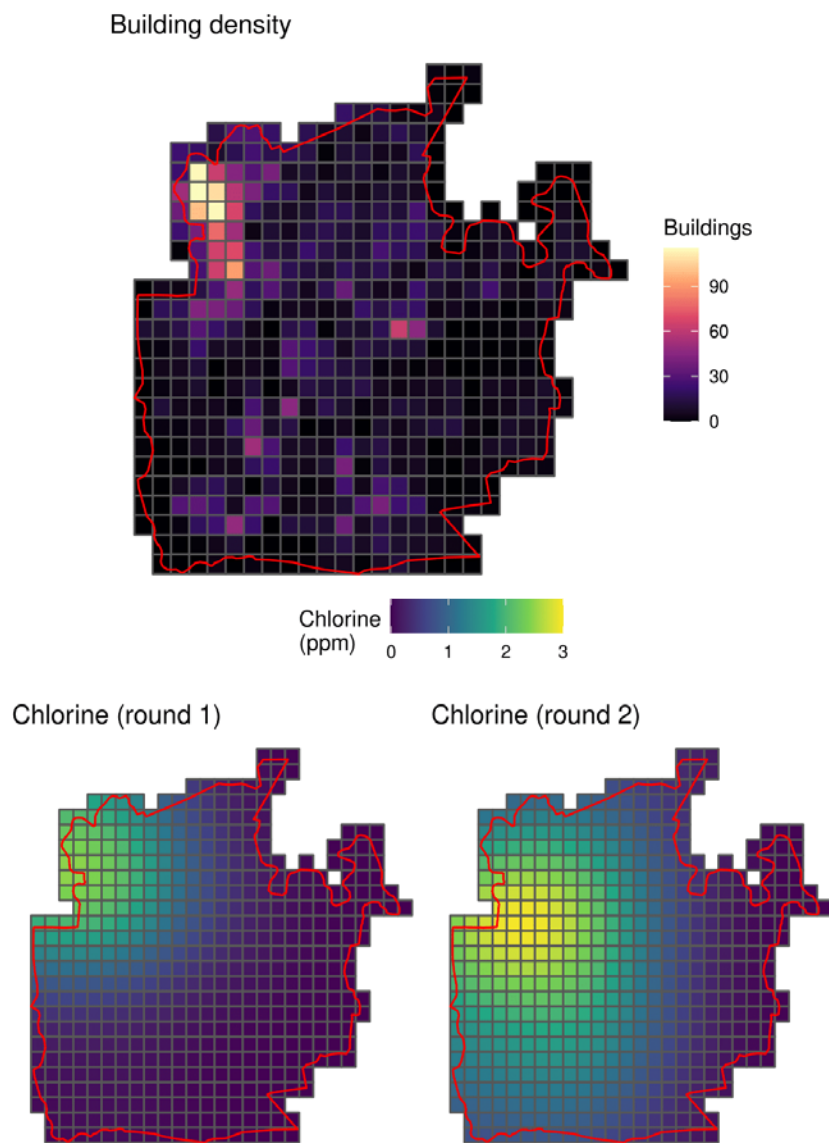 Building density
Buildings
90
60
30
0
Chlorine
(ppm)
0 1 2 3
Chlorine (round 1)
Chlorine (round 2)